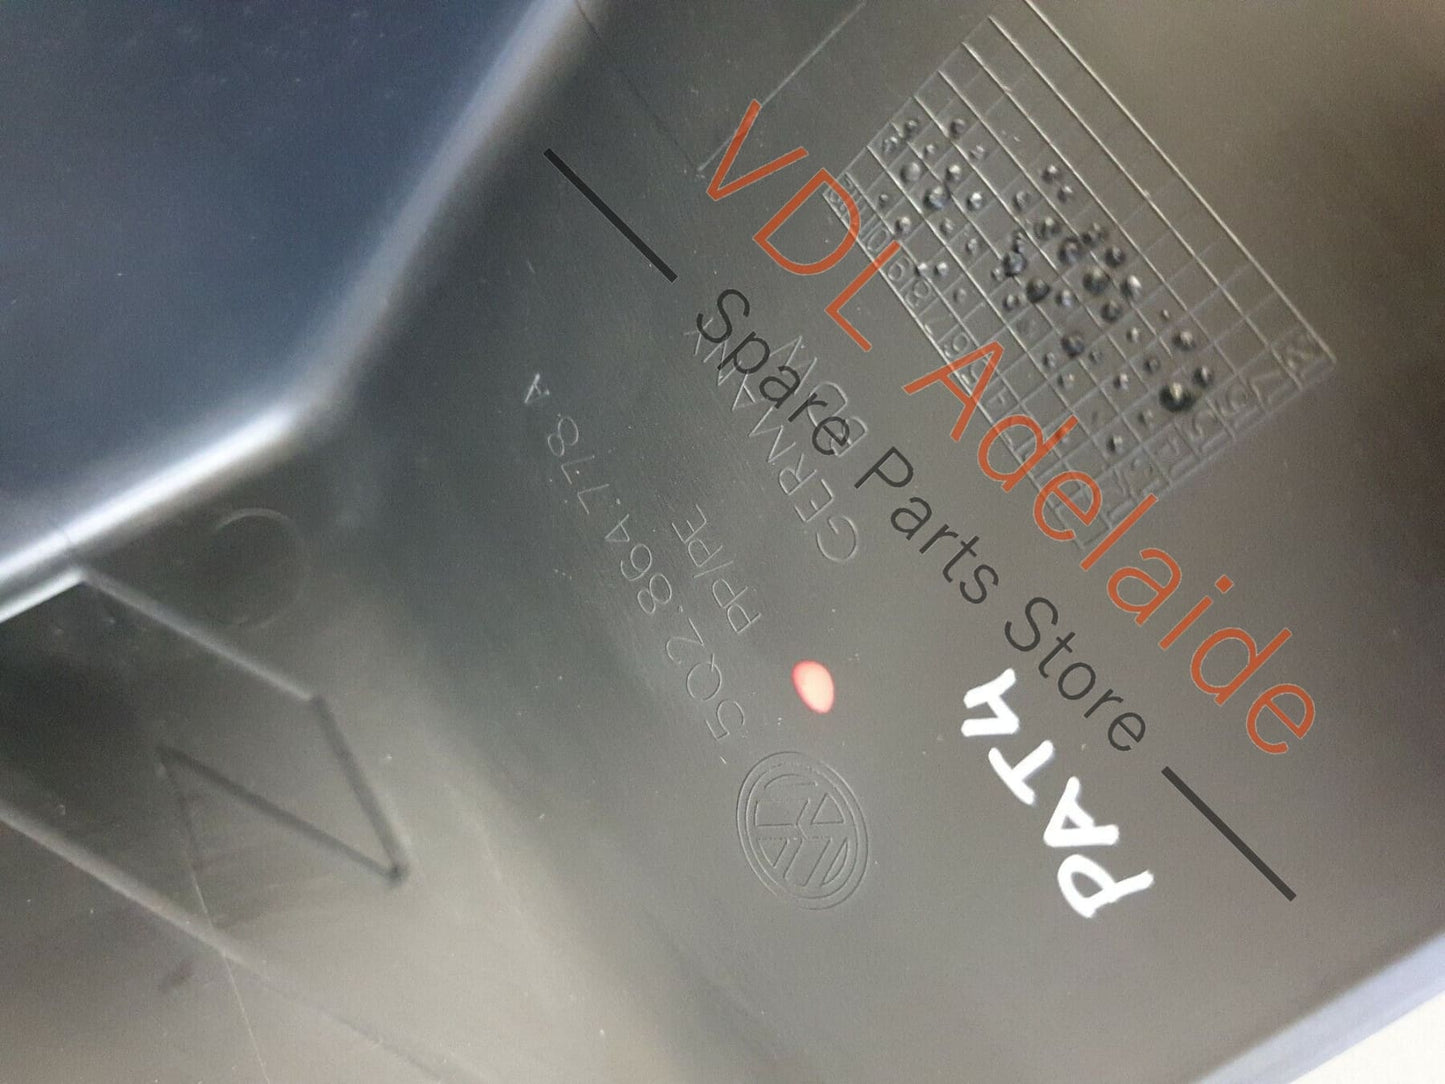 VDL Adelaide
Spare Parts Store
GERMANY
5Q2.864.778.A
PP/PE
PAT4